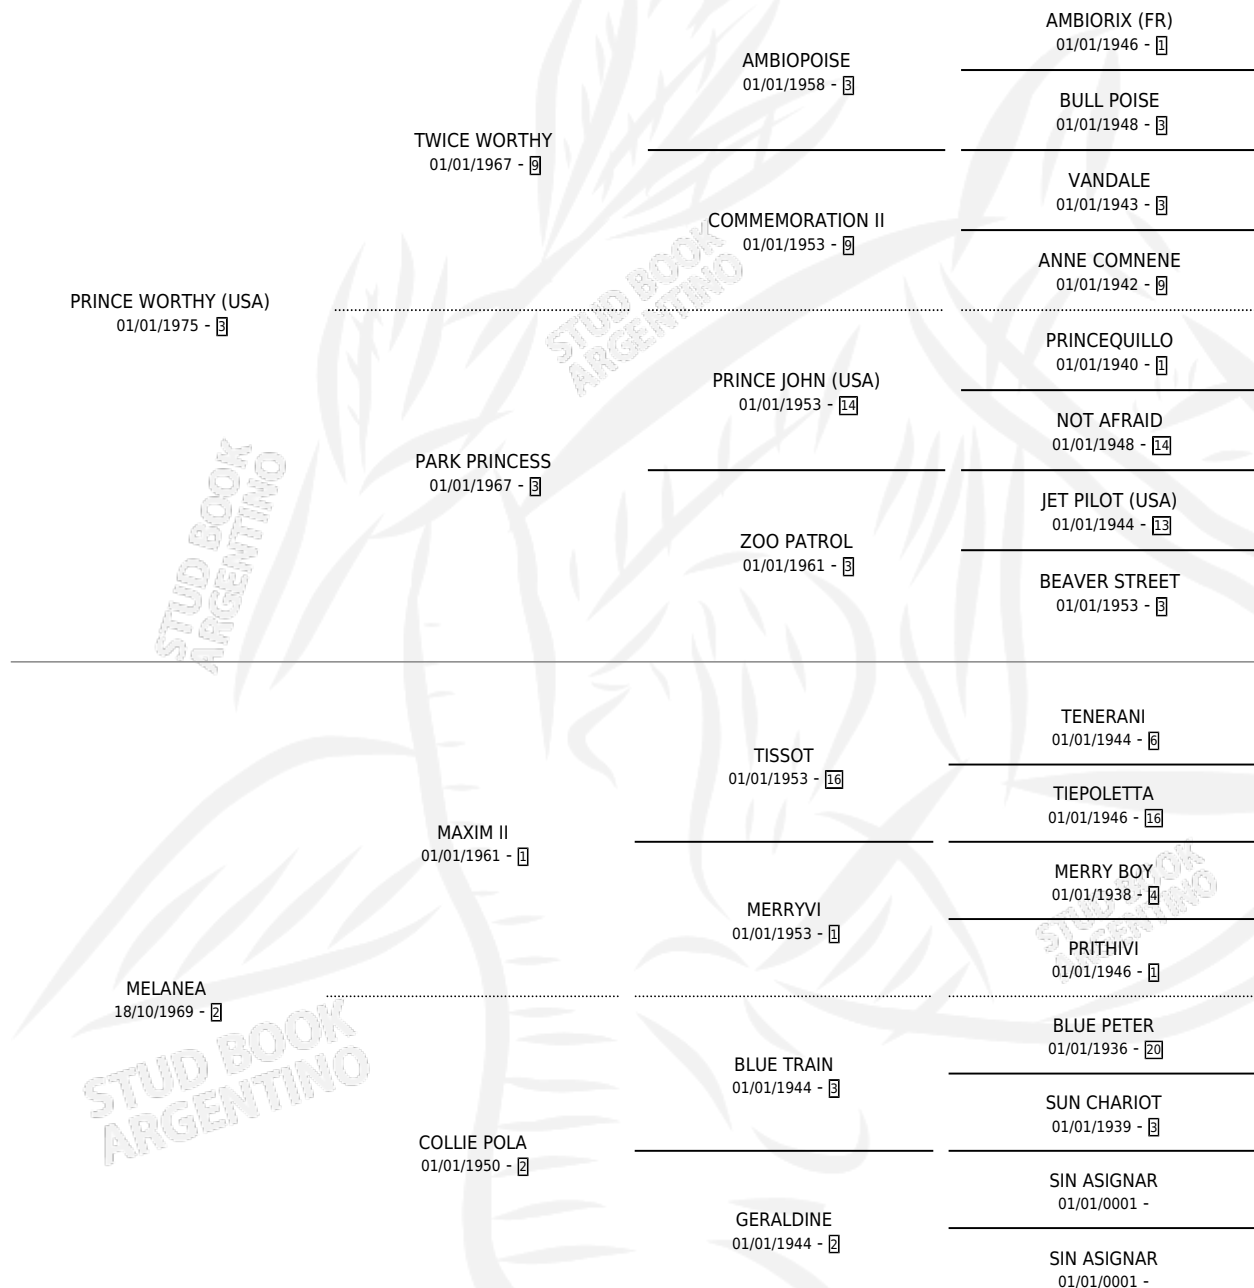 AMBIORIX (FR)
01/01/1946 - 1
AMBIOPOISE
01/01/1958 - 3
BULL POISE
01/01/1948 - 3
TWICE WORTHY
01/01/1967 - 9
VANDALE
01/01/1943 - 3
COMMEMORATION II
01/01/1953 - 9
ANNE COMNENE
01/01/1942 - 9
PRINCE WORTHY (USA)
01/01/1975 - 3
STUD BOOK
ARGENTINO
PRINCEQUILLO
01/01/1940 - 1
PRINCE JOHN (USA)
01/01/1953 - 14
NOT AFRAID
01/01/1948 - 14
PARK PRINCESS
01/01/1967 - 3
JET PILOT (USA)
01/01/1944 - 13
ZOO PATROL
01/01/1961 - 3
BEAVER STREET
01/01/1953 - 3
STUD BOOK
ARGENTINO
TENERANI
01/01/1944 - 6
TISSOT
01/01/1953 - 16
TIEPOLETTA
01/01/1946 - 16
MAXIM II
01/01/1961 - 1
MERRY BOY
01/01/1938 - 4
MERRYVI
01/01/1953 - 1
PRITHIVI
01/01/1946 - 1
STUD BOOK
ARGENTINO
MELANEA
18/10/1969 - 2
BLUE PETER
01/01/1936 - 20
BLUE TRAIN
01/01/1944 - 3
SUN CHARIOT
01/01/1939 - 3
STUD BOOK
ARGENTINO
COLLIE POLA
01/01/1950 - 2
SIN ASIGNAR
01/01/0001 -
GERALDINE
01/01/1944 - 2
SIN ASIGNAR
01/01/0001 -